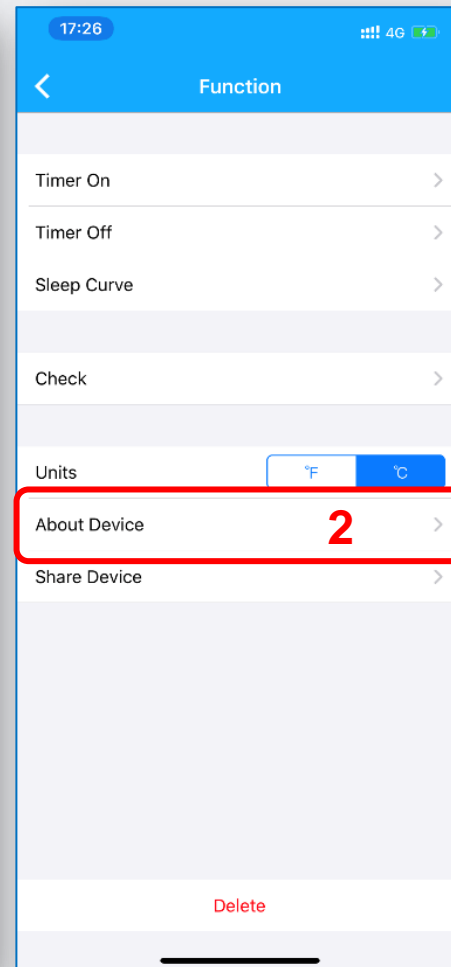 17:26 4G
Function
Timer On
Timer Off
Sleep Curve
Check
Units °F °C
About Device 2
Share Device
Delete